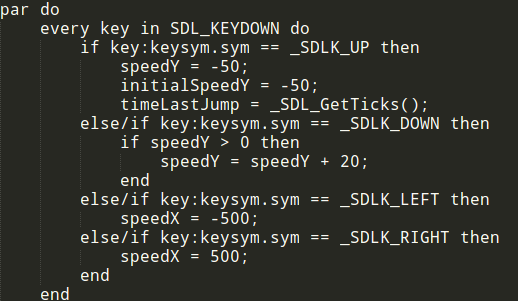 par do
    every key in SDL_KEYDOWN do
        if key:keysym.sym == _SDLK_UP then
            speedY = -50;
            initialSpeedY = -50;
            timeLastJump = _SDL_GetTicks();
        else/if key:keysym.sym == _SDLK_DOWN then
            if speedY > 0 then
                speedY = speedY + 20;
            end
        else/if key:keysym.sym == _SDLK_LEFT then
            speedX = -500;
        else/if key:keysym.sym == _SDLK_RIGHT then
            speedX = 500;
        end
    end